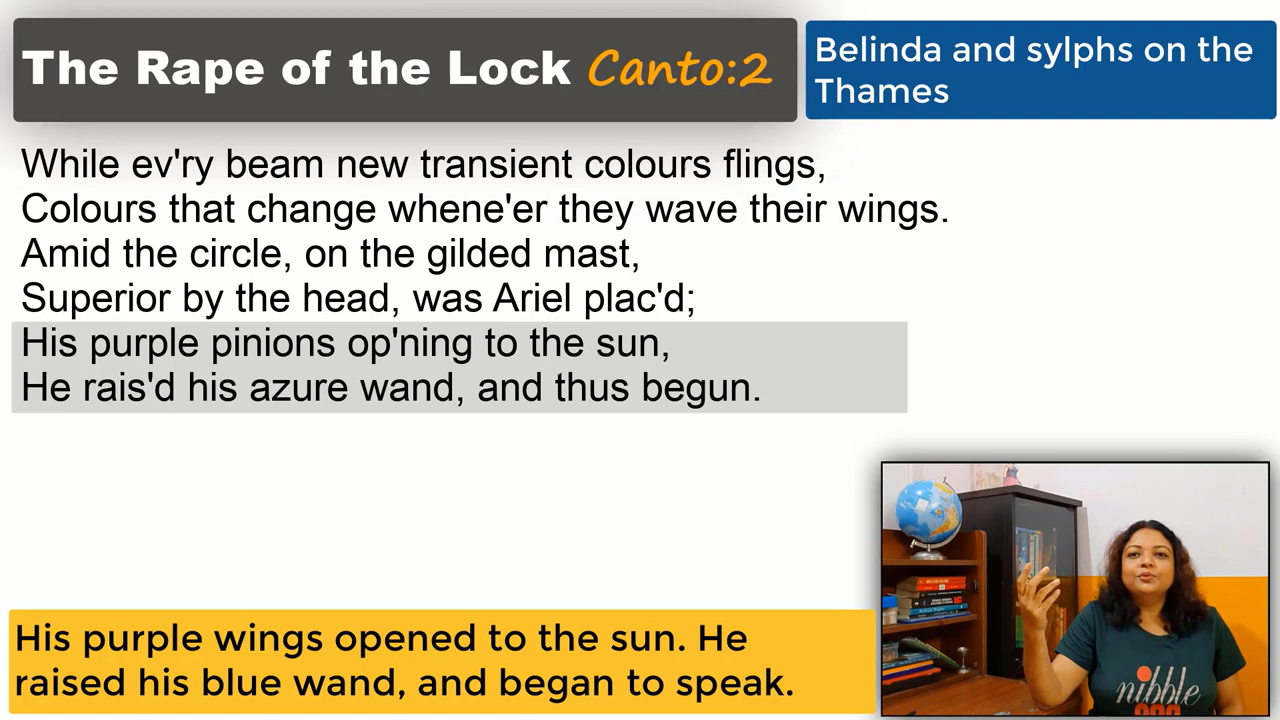 The Rape of the Lock Canto:2
Belinda and sylphs on the
Thames
While ev'ry beam new transient colours flings,
Colours that change whene'er they wave their wings.
Amid the circle, on the gilded mast,
Superior by the head, was Ariel plac'd;
His purple pinions op'ning to the sun,
He rais'd his azure wand, and thus begun.
His purple wings opened to the sun. He
raised his blue wand, and began to speak.
nibble